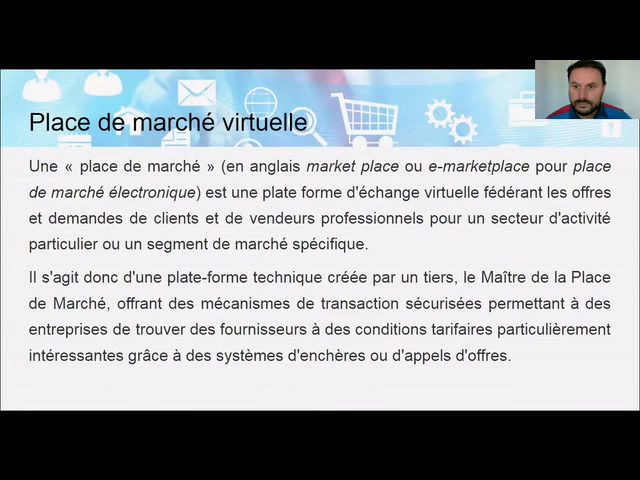 Place de marché virtuelle
Une « place de marché » (en anglais market place ou e-marketplace pour place
de marché électronique) est une plate forme d'échange virtuelle fédérant les offres
et demandes de clients et de vendeurs professionnels pour un secteur d'activité
particulier ou un segment de marché spécifique.
Il s'agit donc d'une plate-forme technique créée par un tiers, le Maître de la Place
de Marché, offrant des mécanismes de transaction sécurisées permettant à des
entreprises de trouver des fournisseurs à des conditions tarifaires particulièrement
intéressantes grâce à des systèmes d'enchères ou d'appels d'offres.